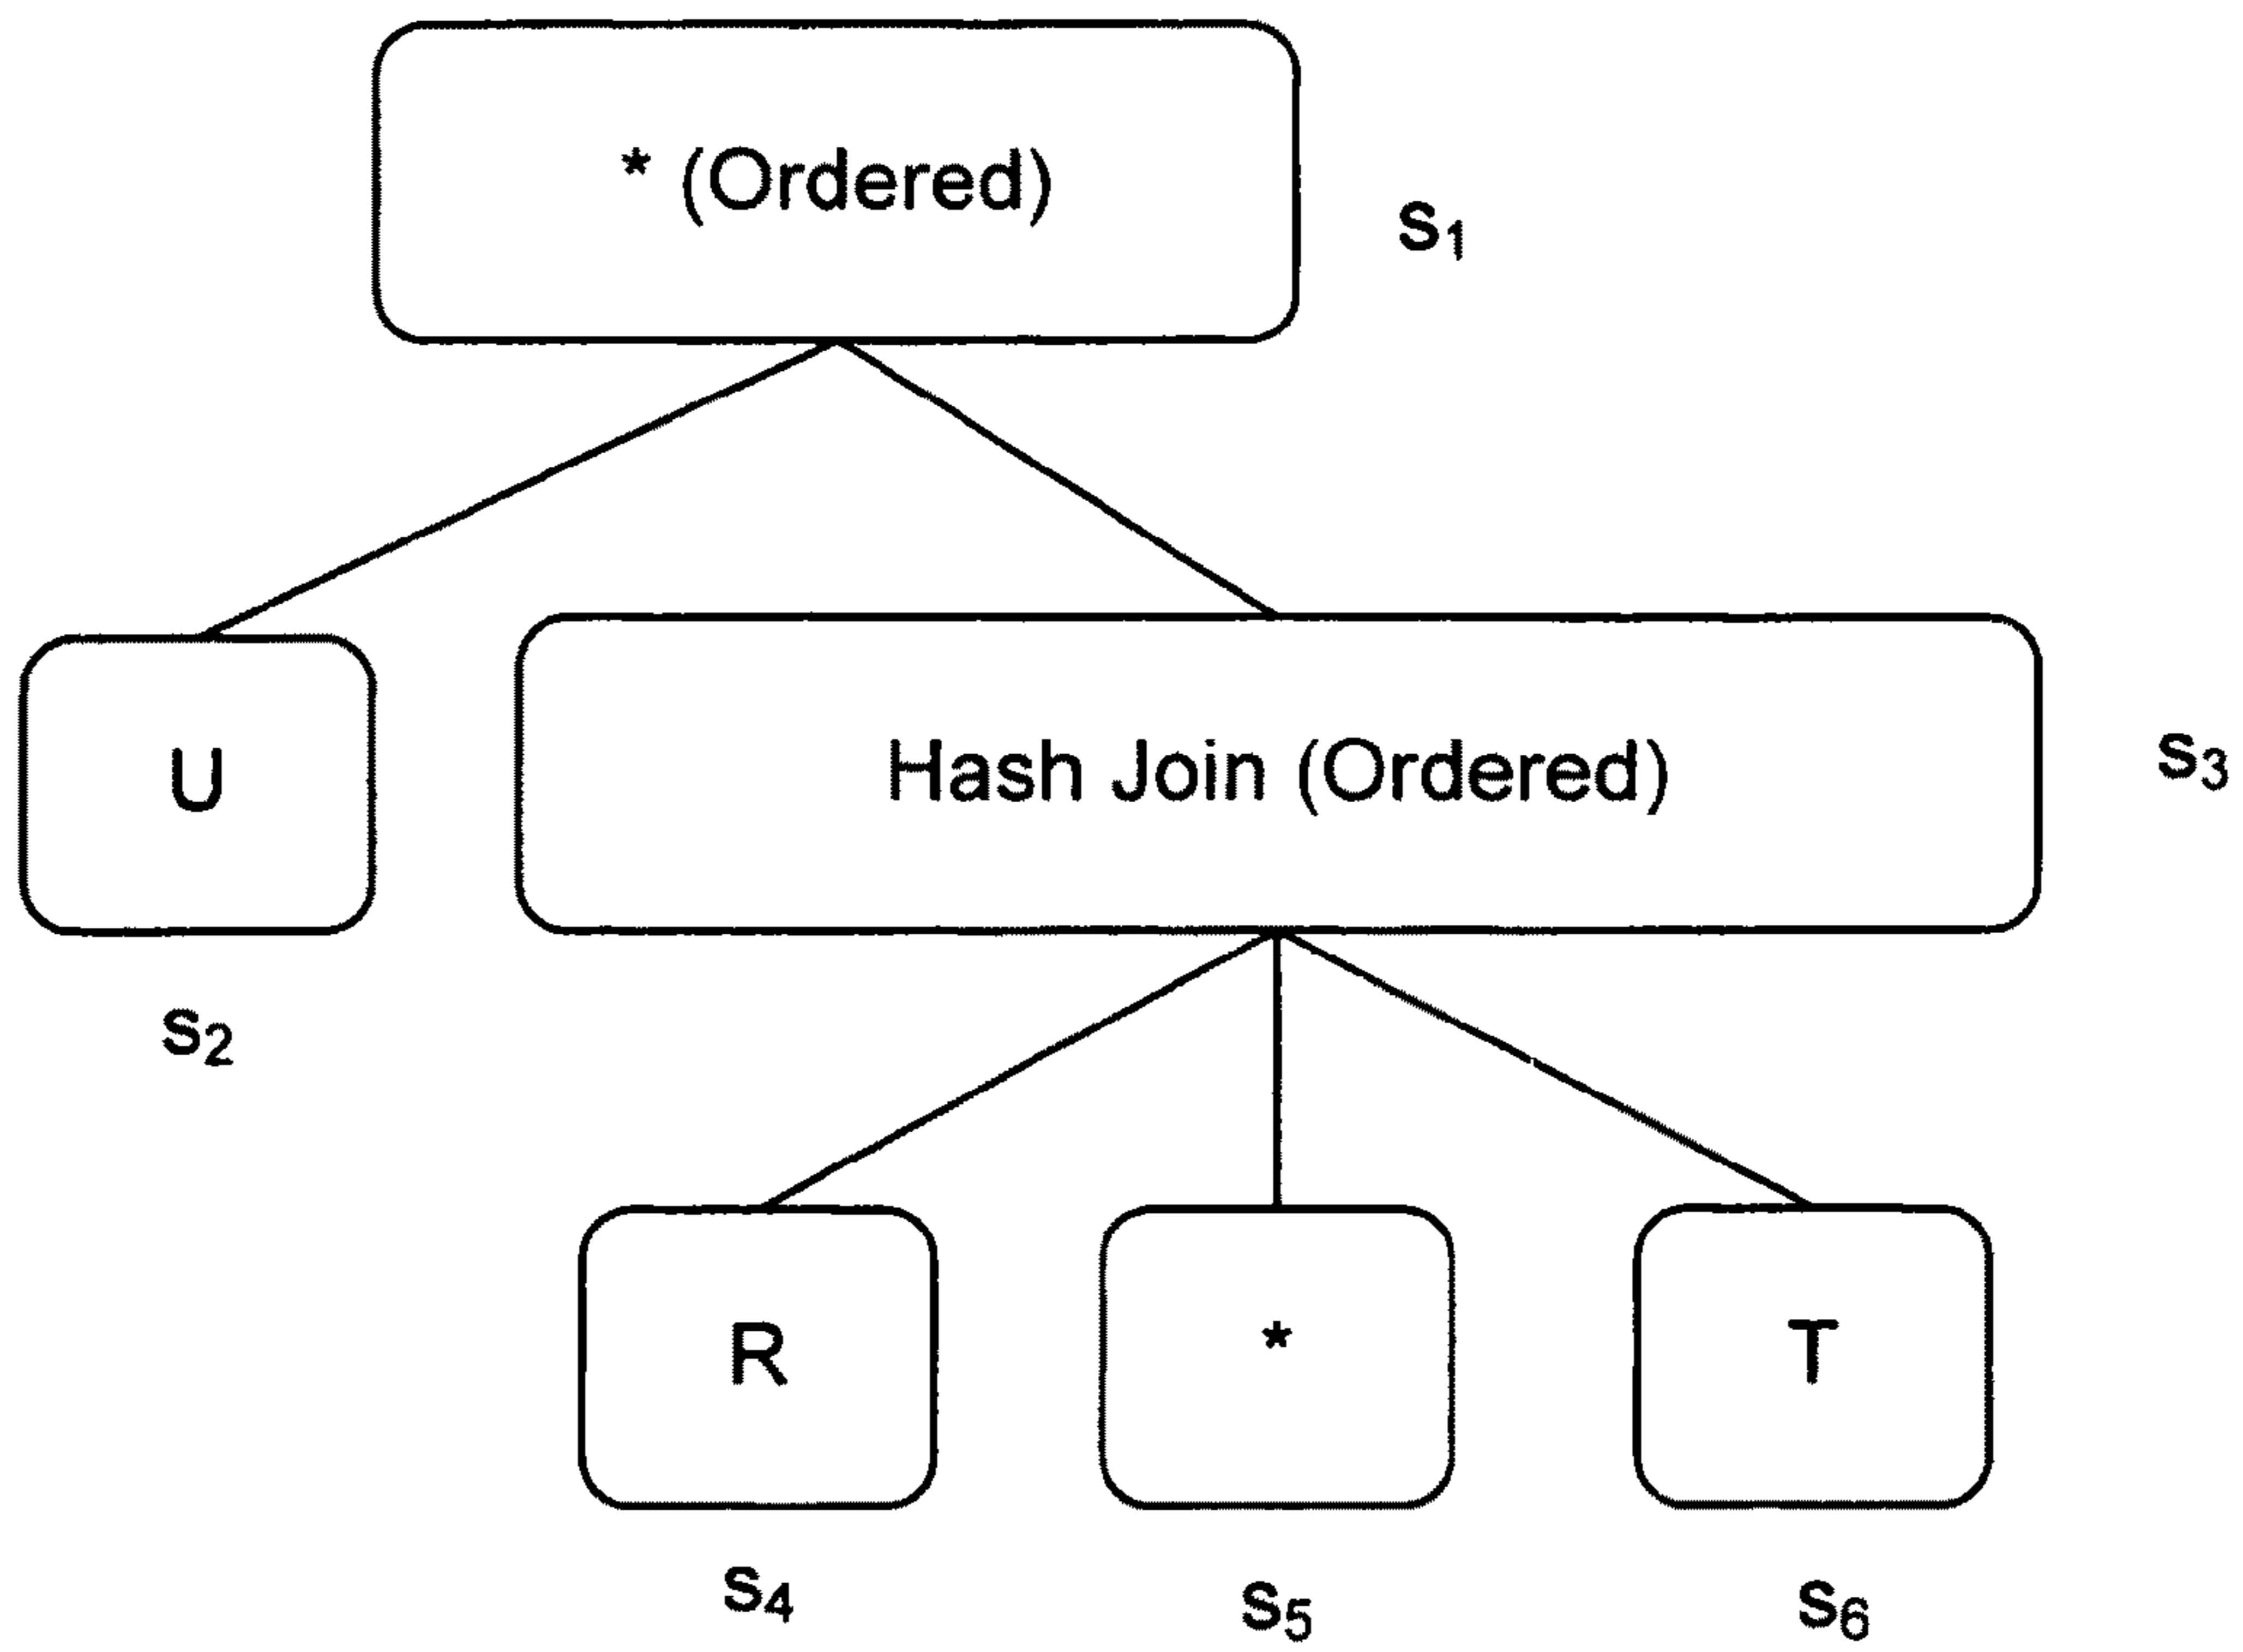 * (Ordered)
s1
U
Hash Join (Ordered)
s3
s2
R
*
T
s4
s5
s6